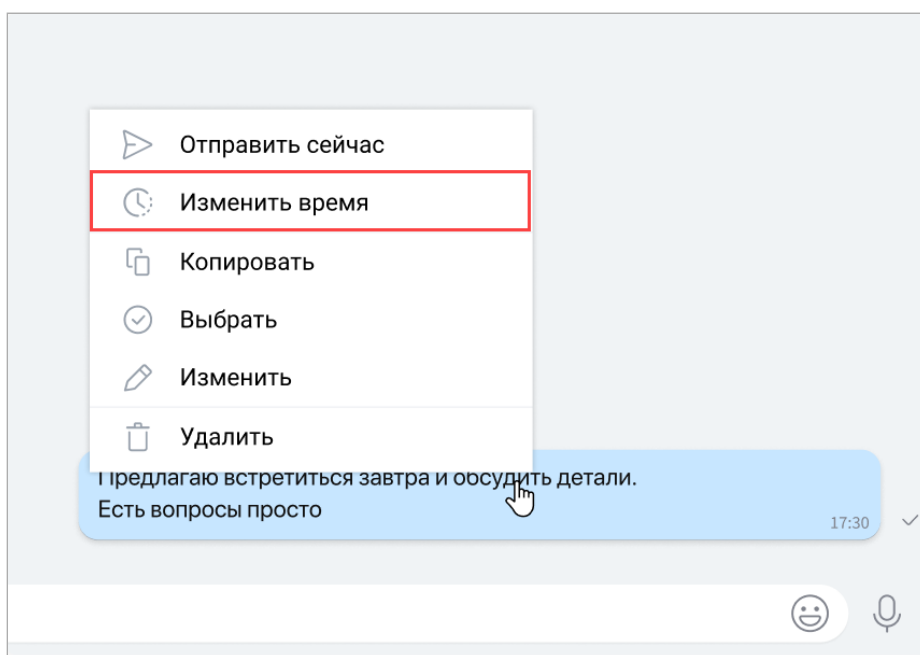 Отправить сейчас
Изменить время
Копировать
Выбрать
Изменить
Удалить
Предлагаю встретиться завтра и обсудить детали.
Есть вопросы просто
17:30